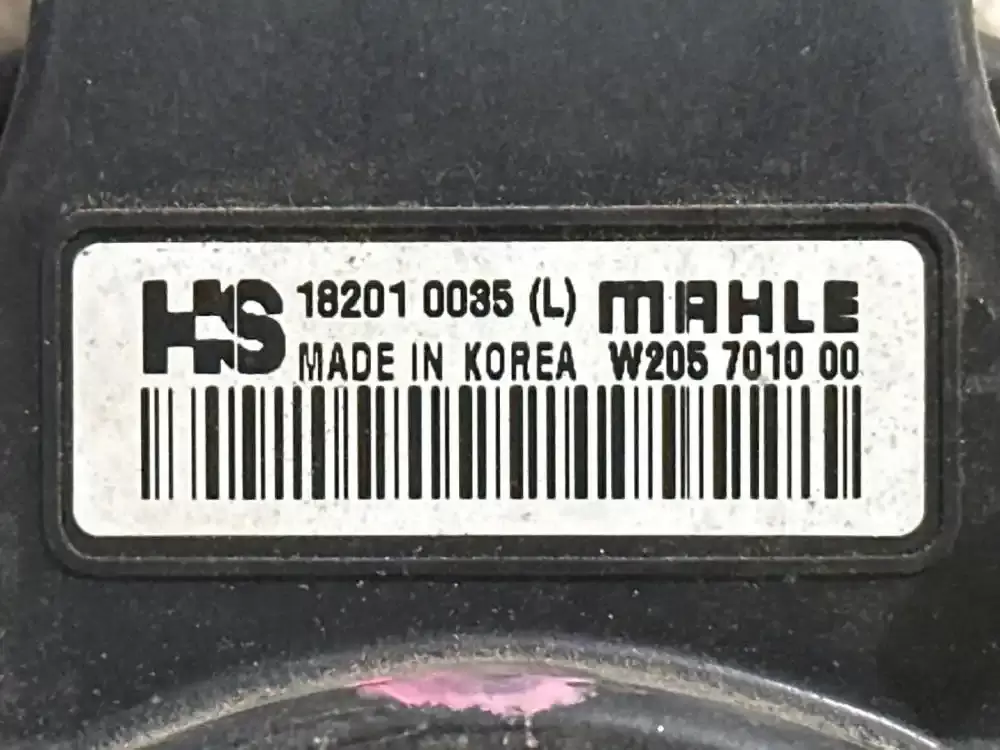 HS 18201 0035 (L) MAHLE
MADE IN KOREA W205 7010 00